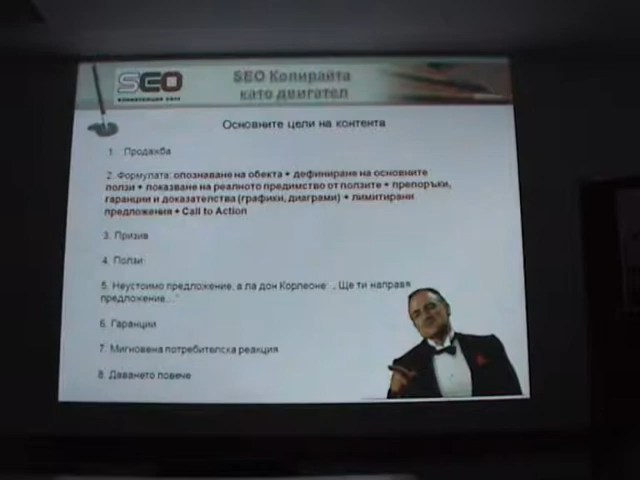 SEO
КОНФЕРЕНЦИЯ
SEO Копирайта
като двигател
Основните цели на контента
1. Продажба
2. Формулата: опознаване на обекта + дефиниране на основните
ползи + показване на реалното предимство от ползите + препоръки,
гаранции и доказателства (графики, диаграми) + лимитирани
предложения + Call to Action
3. Призив
4. Ползи
5. Неустоимо предложение, а ла дон Корлеоне: „ Ще ти направя
предложение...“
6. Гаранции
7. Мигновена потребителска реакция
8. Даването повече